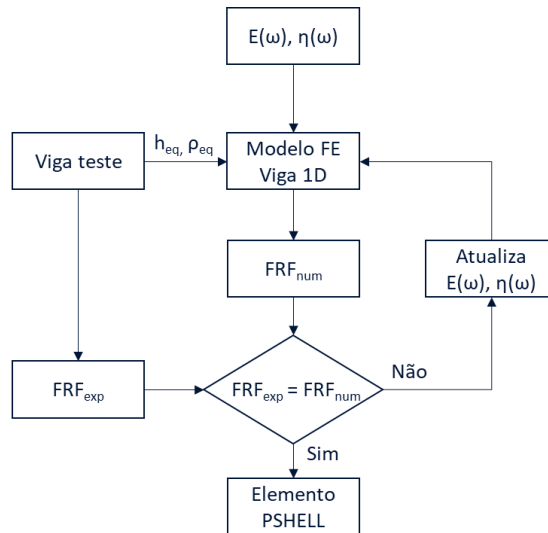 E(ω), η(ω)
h_eq, ρ_eq
Viga teste
Modelo FE
Viga 1D
FRF_num
Atualiza
E(ω), η(ω)
FRF_exp
FRF_exp = FRF_num
Não
Sim
Elemento
PSHELL